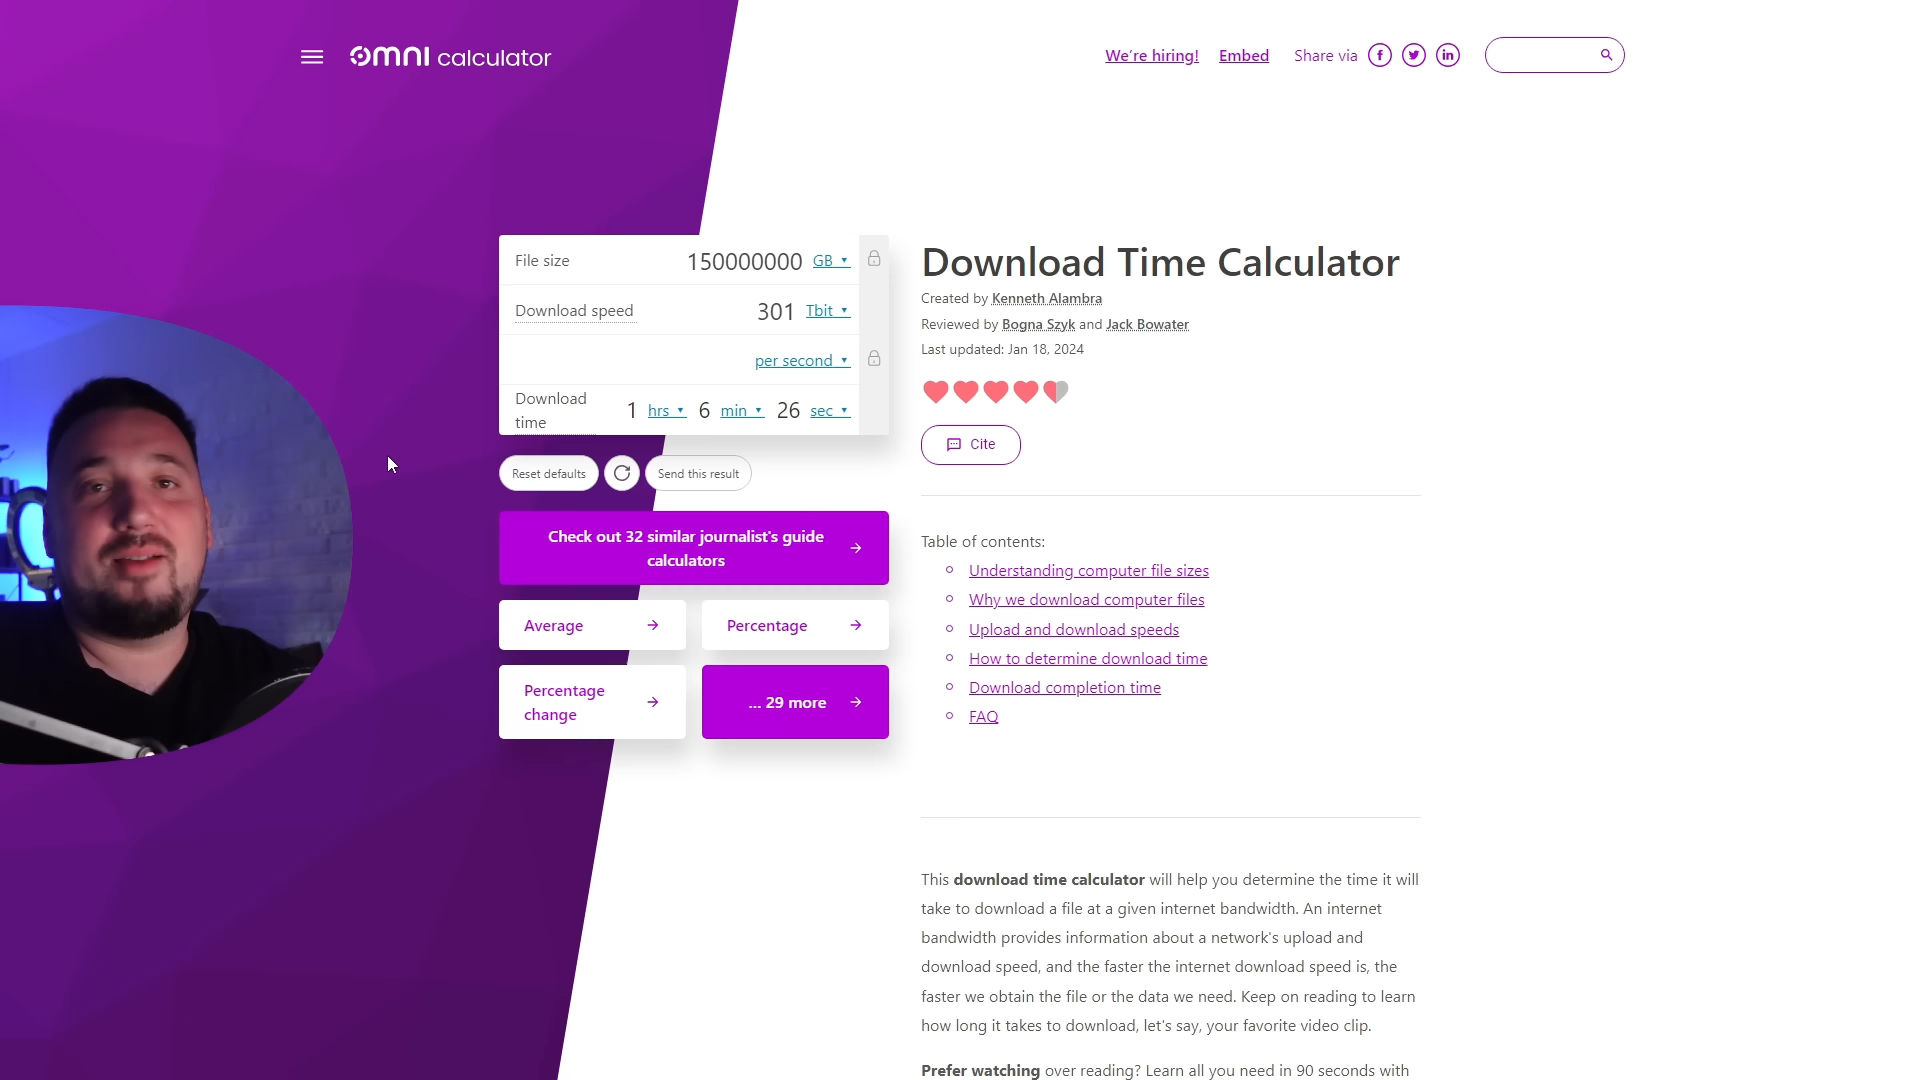 OMNI calculator
We're hiring!
Embed
Share via
File size 150000000 GB
Download speed 301 Tbit
per second
Download time 1 hrs 6 min 26 sec
Reset defaults
Send this result
Check out 32 similar journalist's guide
calculators
Average
Percentage
Percentage
change
... 29 more
Download Time Calculator
Created by Kenneth Alambra
Reviewed by Bogna Szyk and Jack Bowater
Last updated: Jan 18, 2024
Cite
Table of contents:
Understanding computer file sizes
Why we download computer files
Upload and download speeds
How to determine download time
Download completion time
FAQ
This download time calculator will help you determine the time it will
take to download a file at a given internet bandwidth. An internet
bandwidth provides information about a network's upload and
download speed, and the faster the internet download speed is, the
faster we obtain the file or the data we need. Keep on reading to learn
how long it takes to download, let's say, your favorite video clip.
Prefer watching over reading? Learn all you need in 90 seconds with